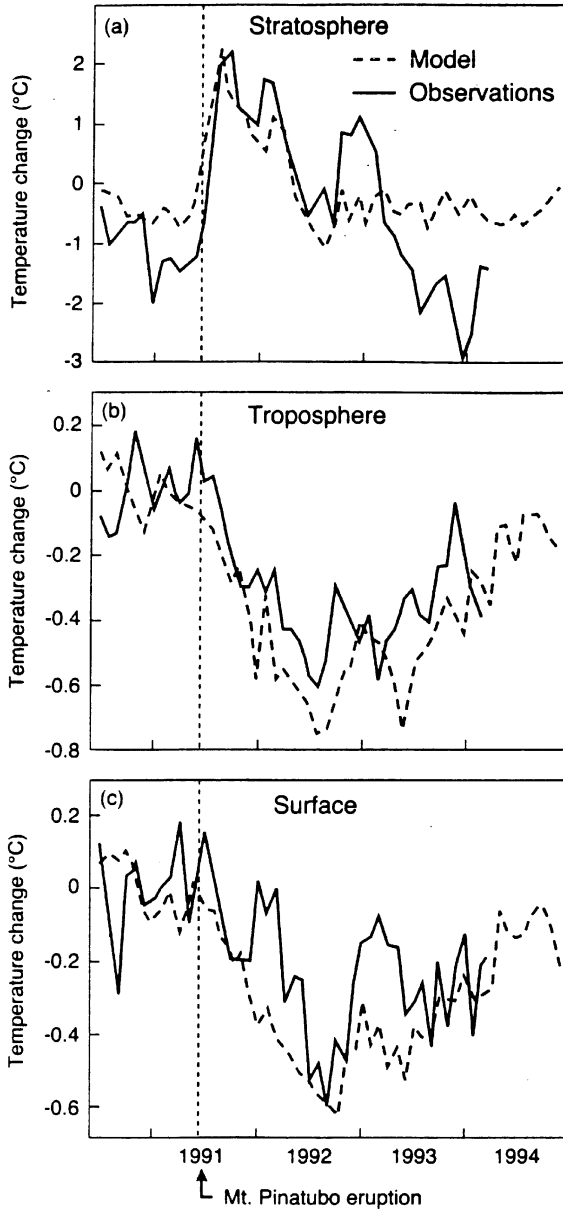 (a) Stratosphere
Model
Observations
2
1
0
-1
-2
-3
Temperature change (°C)
(b) Troposphere
0.2
0
-0.2
-0.4
-0.6
-0.8
Temperature change (°C)
(c) Surface
0.2
0
-0.2
-0.4
-0.6
Temperature change (°C)
1991 1992 1993 1994
Mt. Pinatubo eruption